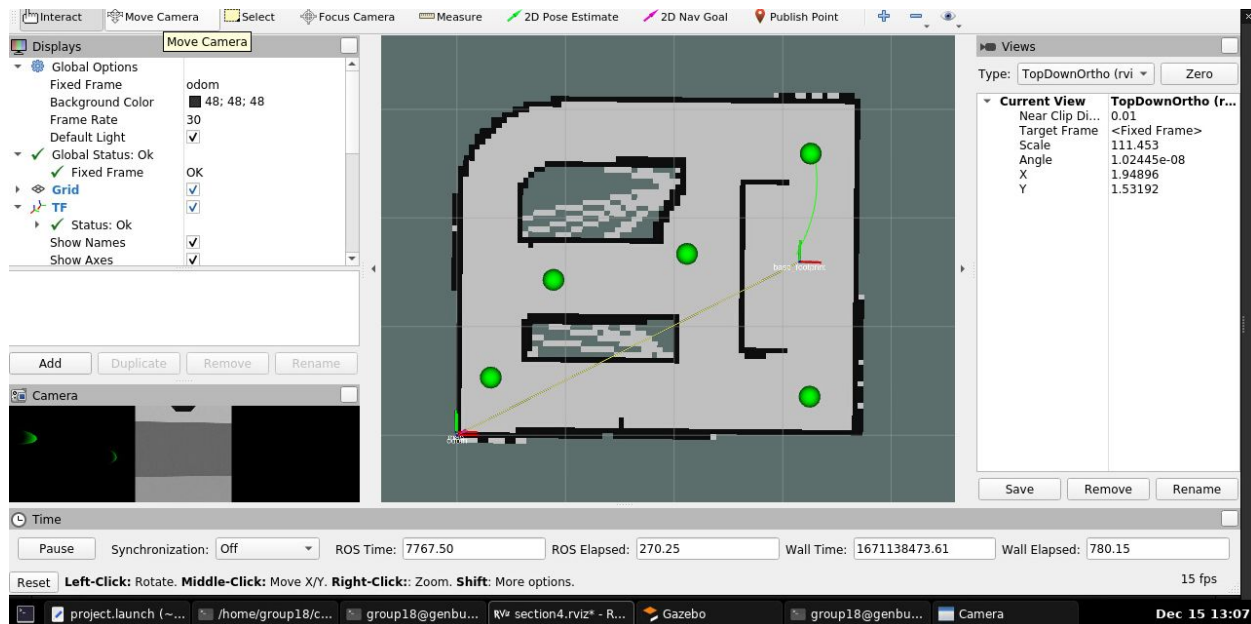 Interact Move Camera Select Focus Camera Measure 2D Pose Estimate 2D Nav Goal Publish Point
Move Camera
Displays
Global Options
Fixed Frame odom
Background Color 48; 48; 48
Frame Rate 30
Default Light
Global Status: Ok
Fixed Frame OK
Grid
TF
Status: Ok
Show Names
Show Axes
Add Duplicate Remove Rename
Camera
base_footprint
odom
Views
Type: TopDownOrtho (rvi Zero
Current View TopDownOrtho (r...
Near Clip Di... 0.01
Target Frame <Fixed Frame>
Scale 111.453
Angle 1.02445e-08
X 1.94896
Y 1.53192
Save Remove Rename
Time
Pause Synchronization: Off ROS Time: 7767.50 ROS Elapsed: 270.25 Wall Time: 1671138473.61 Wall Elapsed: 780.15
Reset Left-Click: Rotate. Middle-Click: Move X/Y. Right-Click:: Zoom. Shift: More options. 15 fps
project.launch (~... /home/group18/c... group18@genbu... section4.rviz* - R... Gazebo group18@genbu... Camera Dec 15 13:07